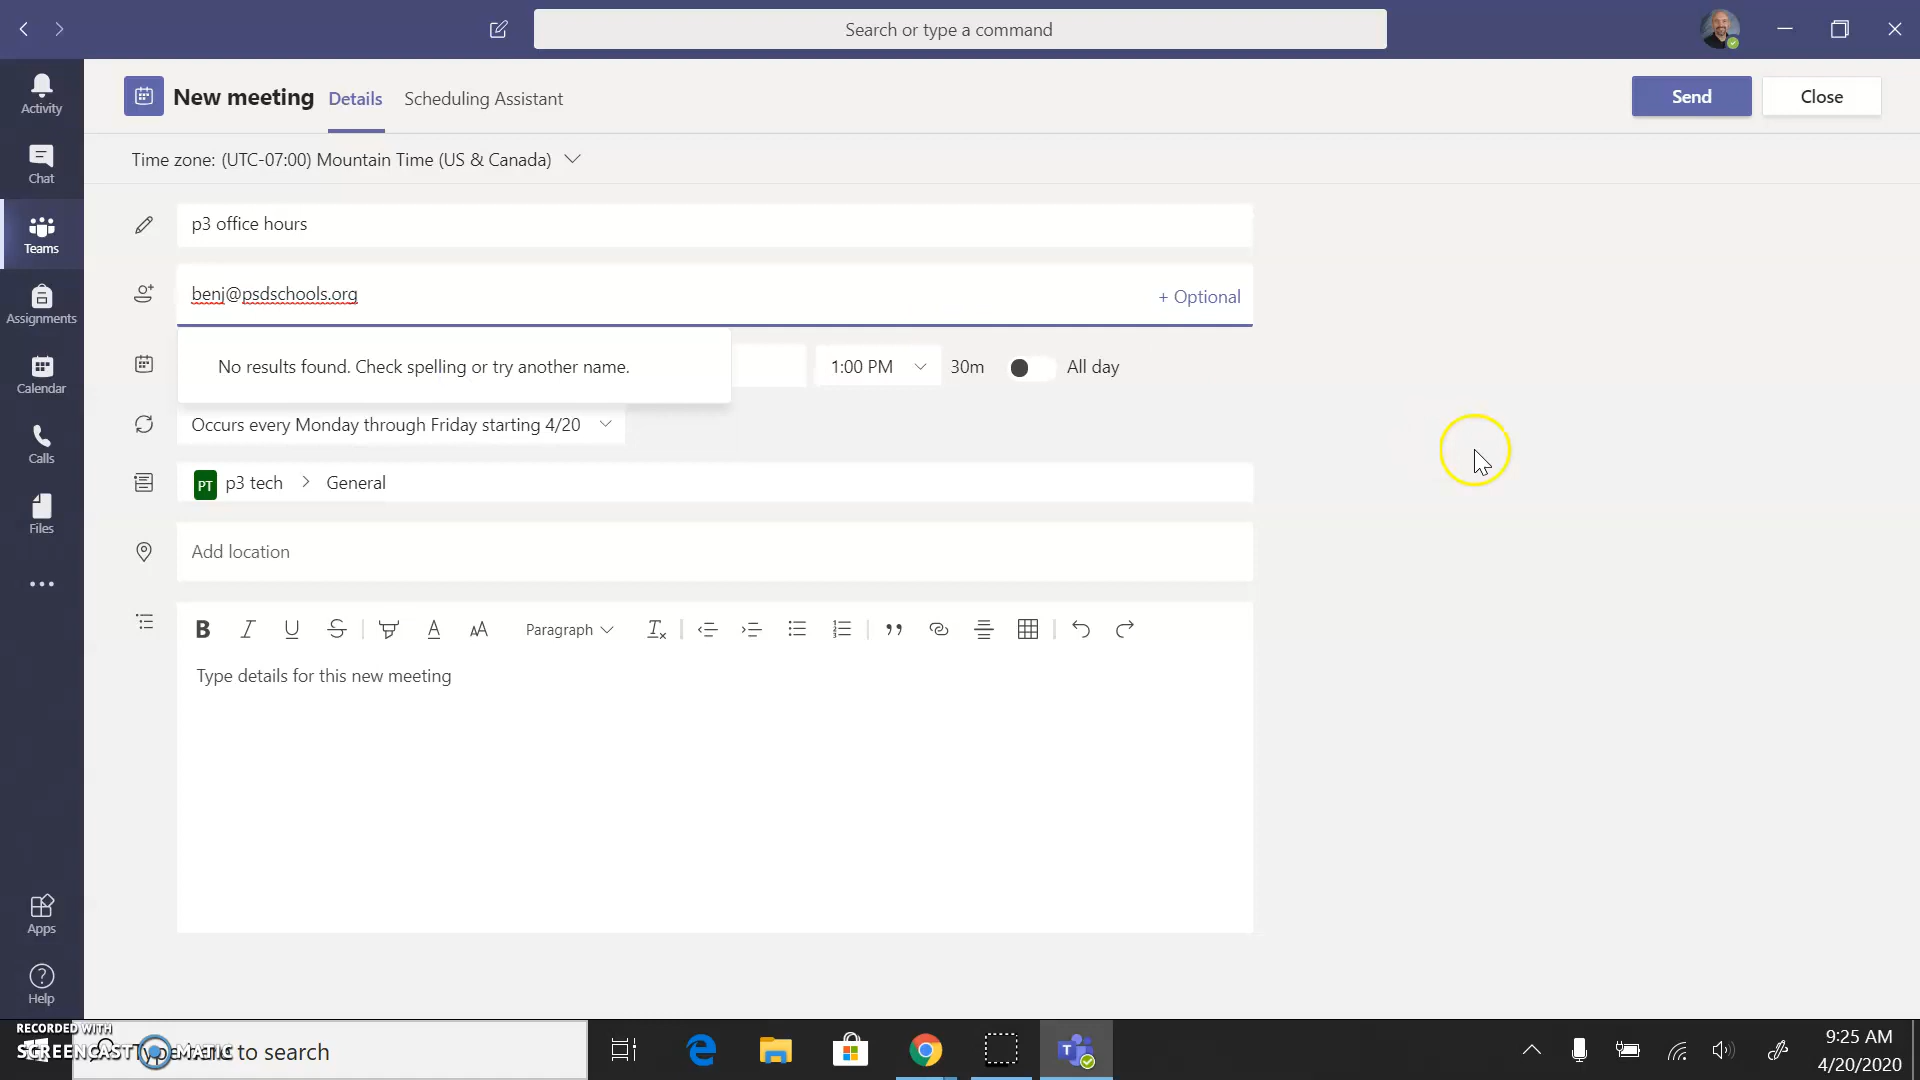 Search or type a command
Activity
Chat
Teams
Assignments
Calendar
Calls
Files
Apps
Help
New meeting
Details
Scheduling Assistant
Send
Close
Time zone: (UTC-07:00) Mountain Time (US & Canada)
p3 office hours
benj@psdschools.org
+ Optional
No results found. Check spelling or try another name.
1:00 PM
30m
All day
Occurs every Monday through Friday starting 4/20
PT p3 tech > General
Add location
B I U S A AA Paragraph
Type details for this new meeting
RECORDED WITH
SCREENCAST MATIC
to search
9:25 AM
4/20/2020